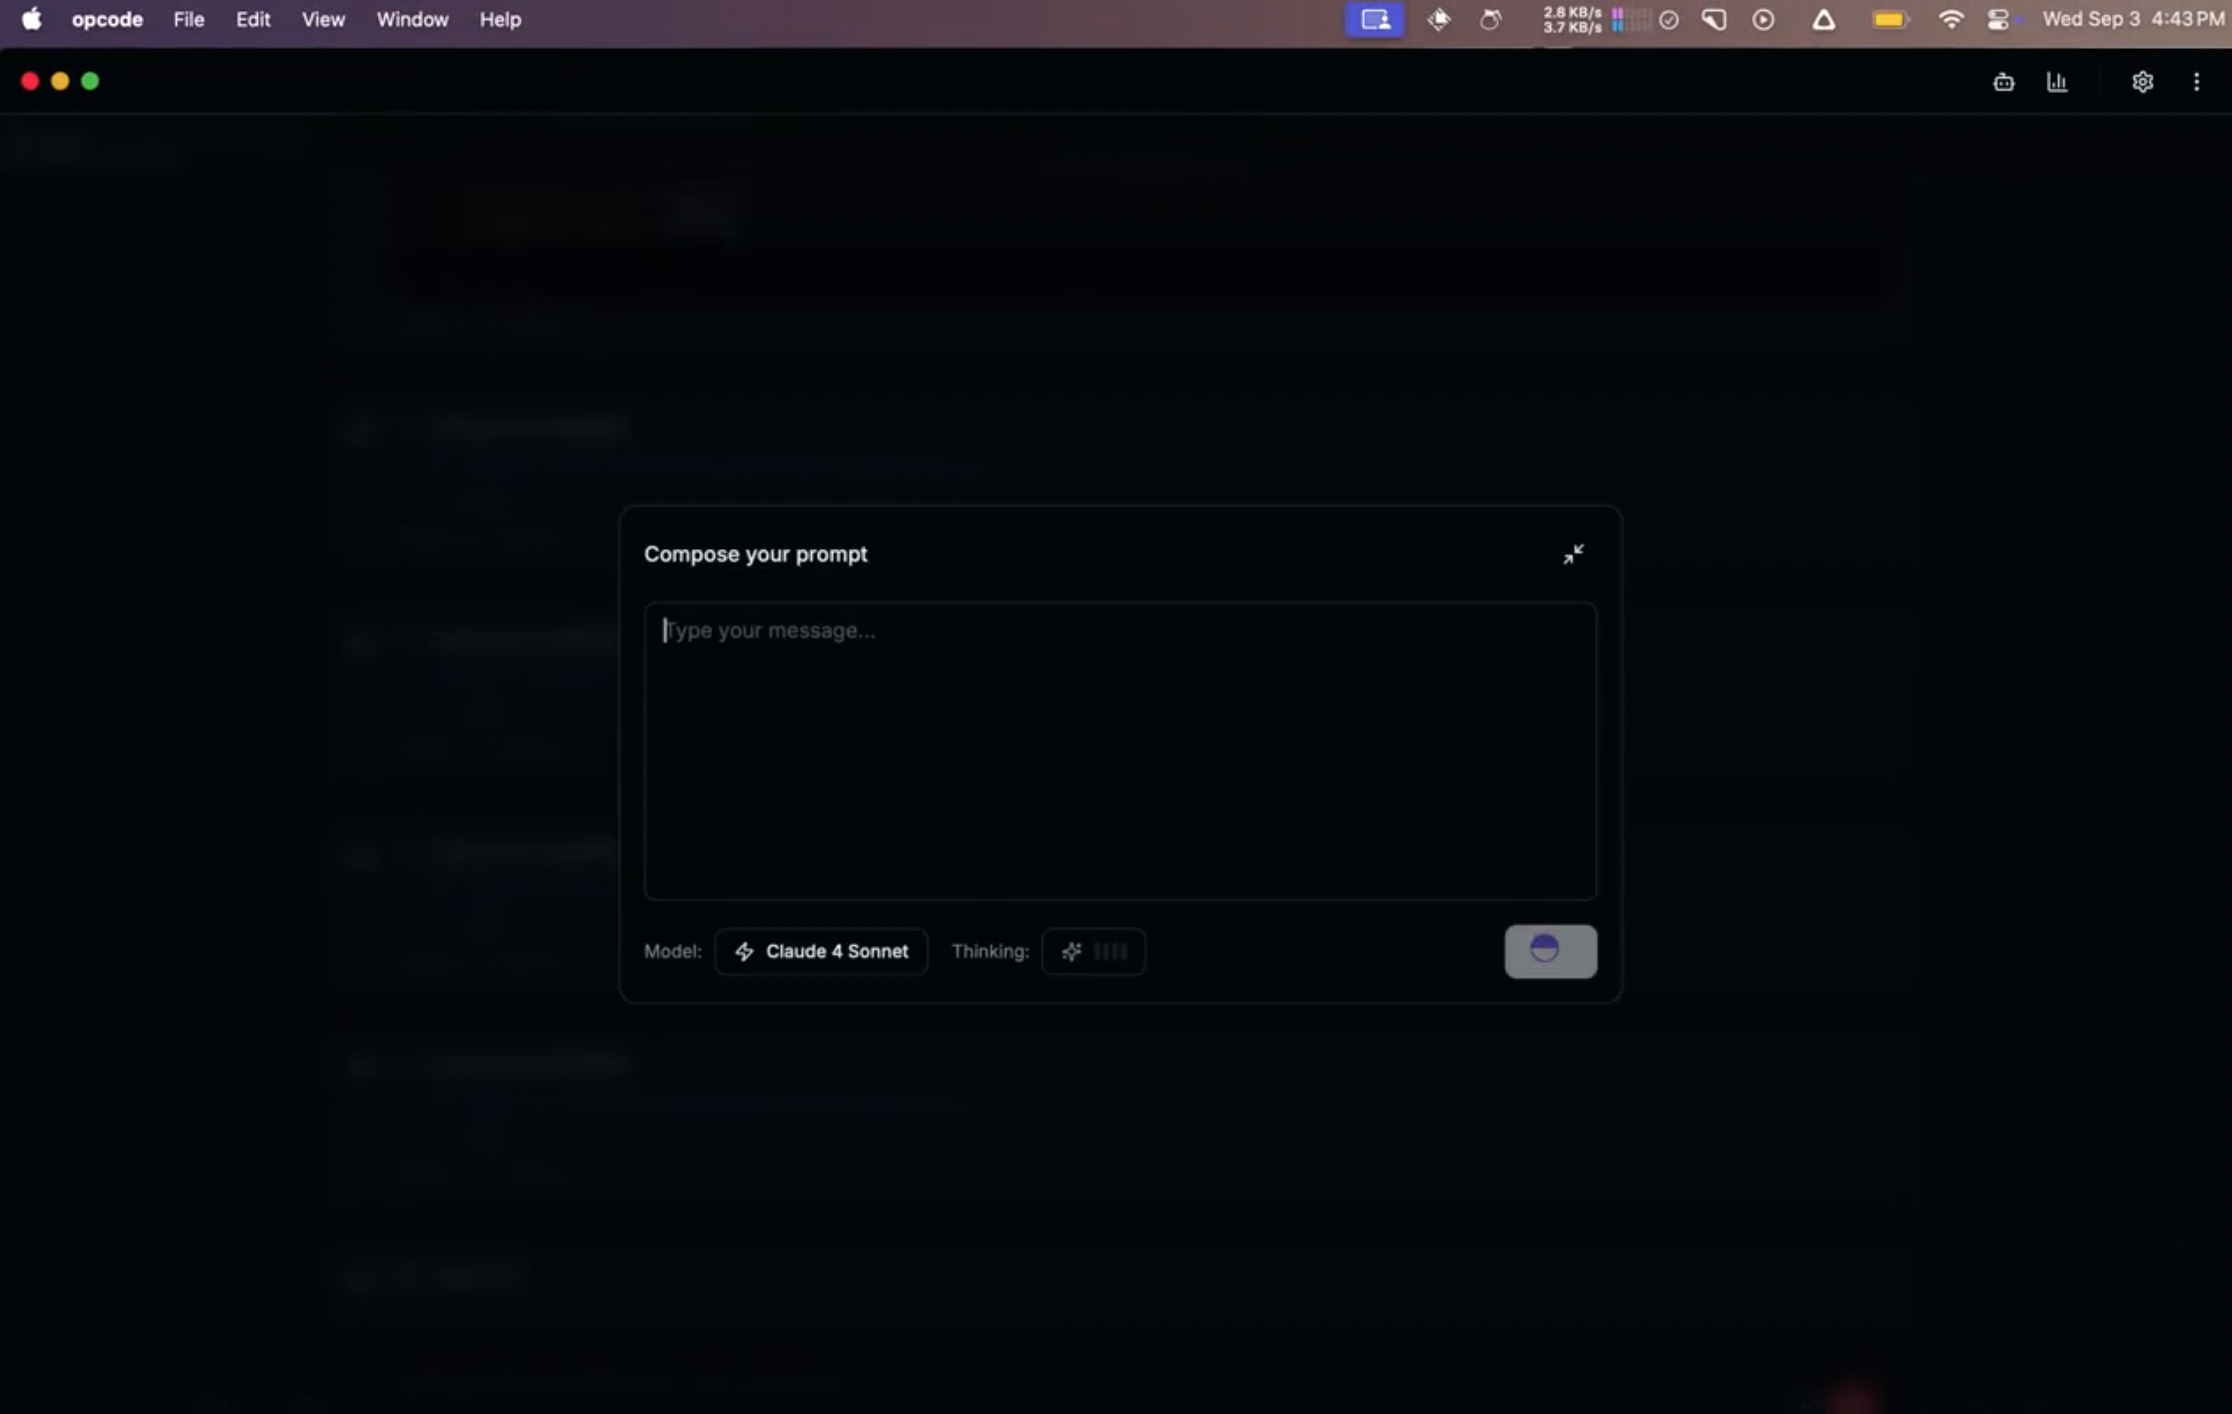 opcode File Edit View Window Help
2.8 KB/s
3.7 KB/s
Wed Sep 3 4:43 PM
Compose your prompt
Type your message...
Model: Claude 4 Sonnet Thinking: